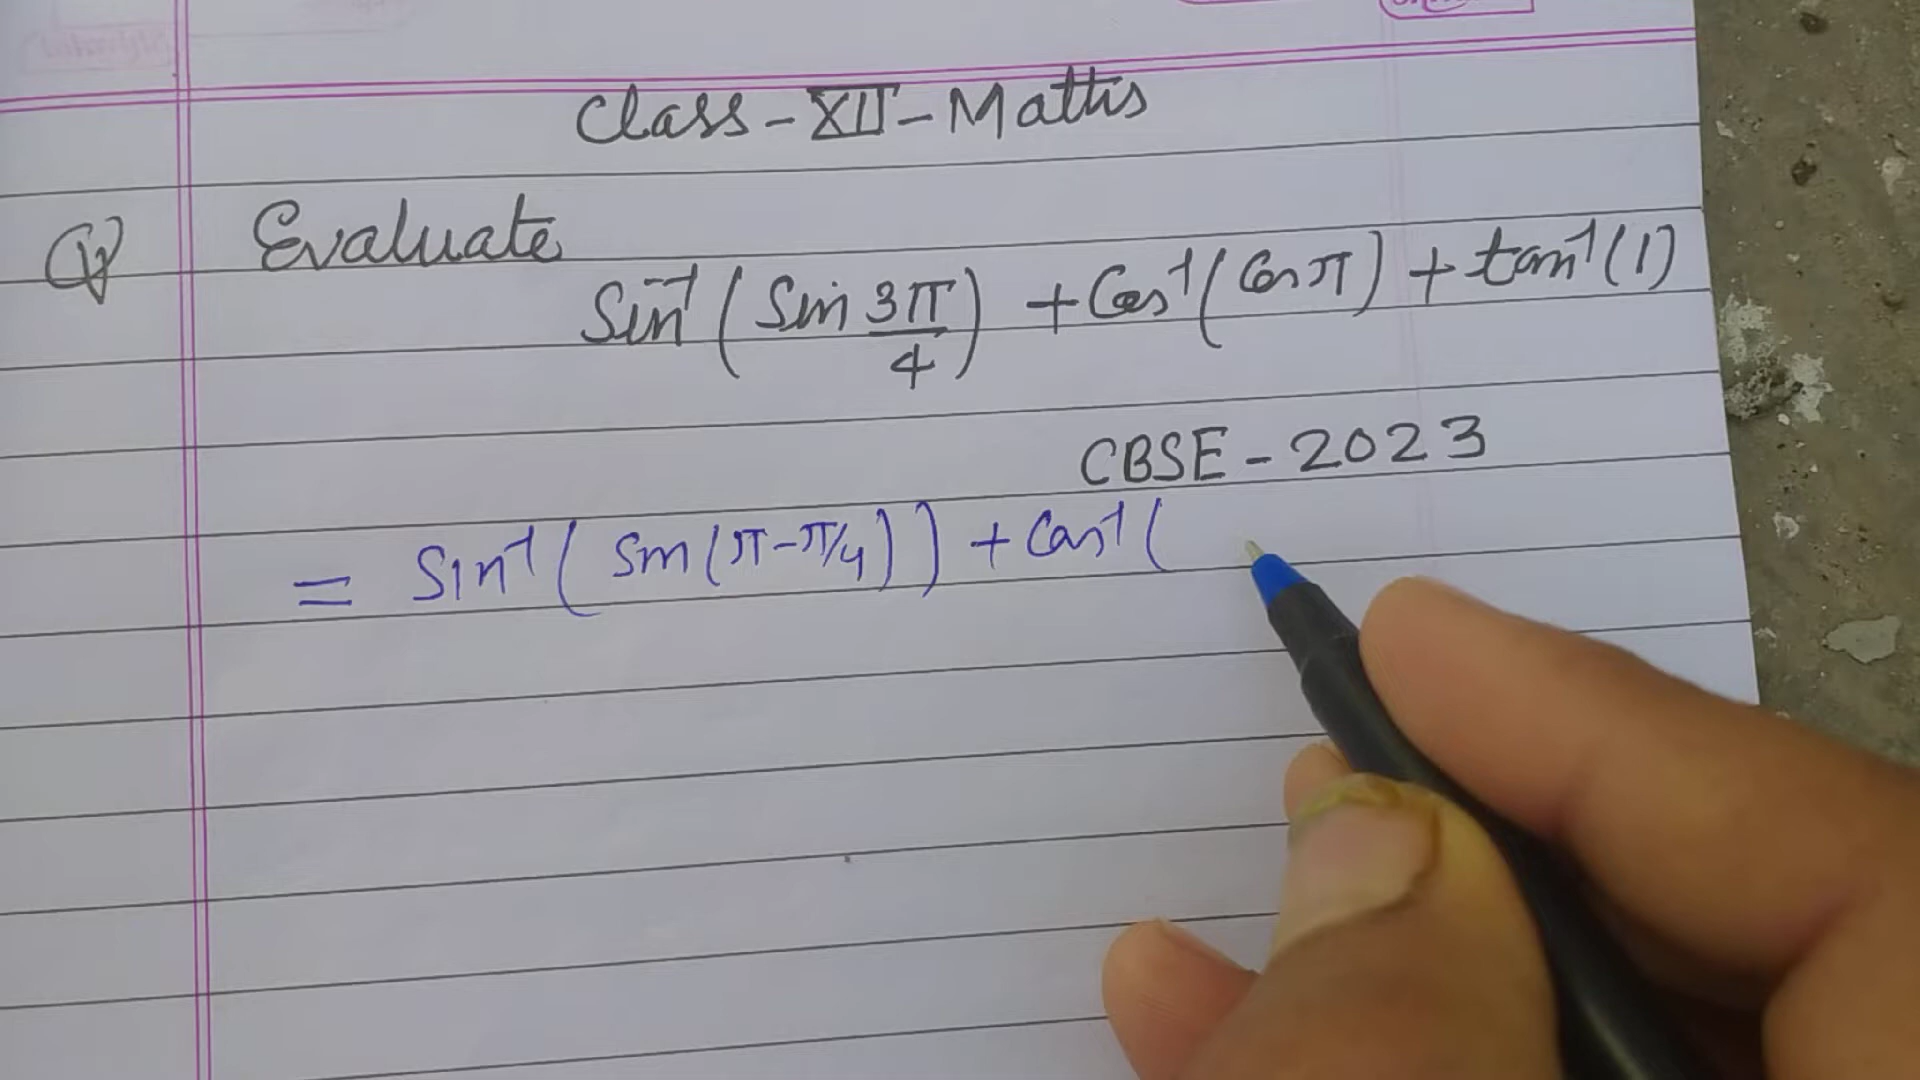 Class - XII - Maths
Q Evaluate
Sin⁻¹ (Sin 3π/4) + Cos⁻¹ (Cos π) + tan⁻¹ (1)
CBSE - 2023
= Sin⁻¹ ( Sin (π - π/4) ) + Cos⁻¹ (